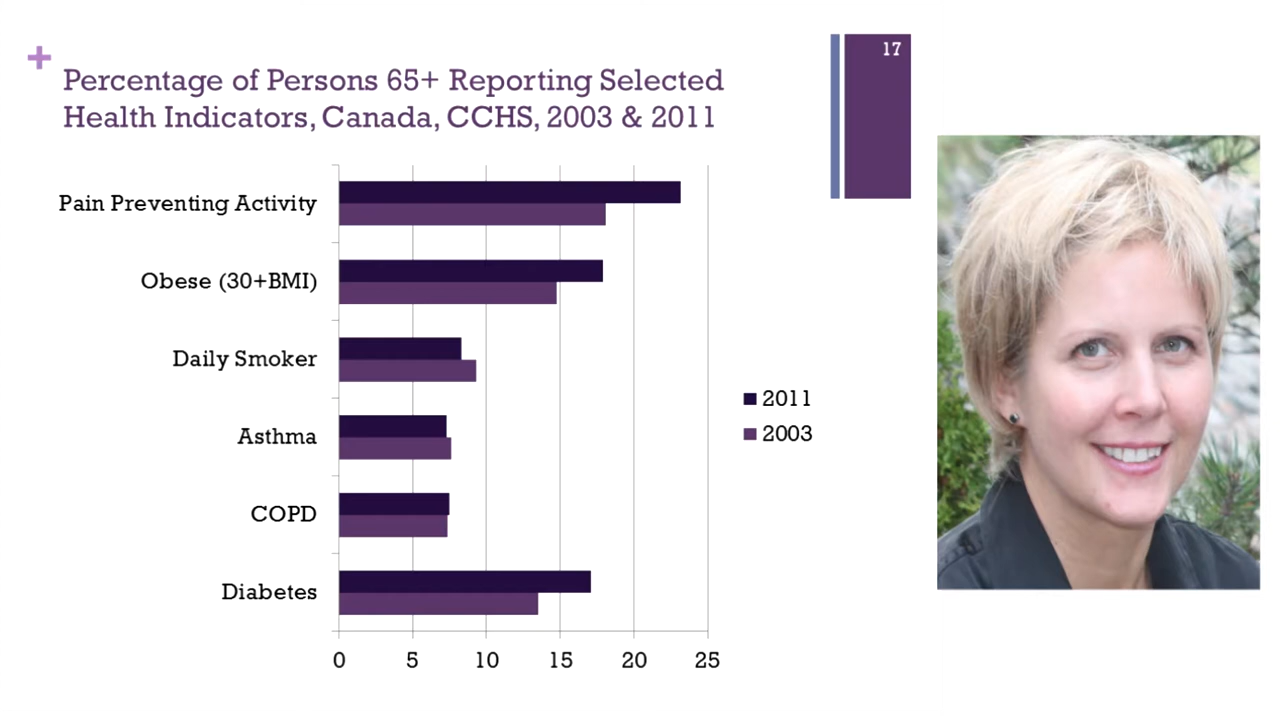 17
+
Percentage of Persons 65+ Reporting Selected
Health Indicators, Canada, CCHS, 2003 & 2011
Pain Preventing Activity
Obese (30+BMI)
Daily Smoker
Asthma
COPD
Diabetes
0 5 10 15 20 25
2011
2003